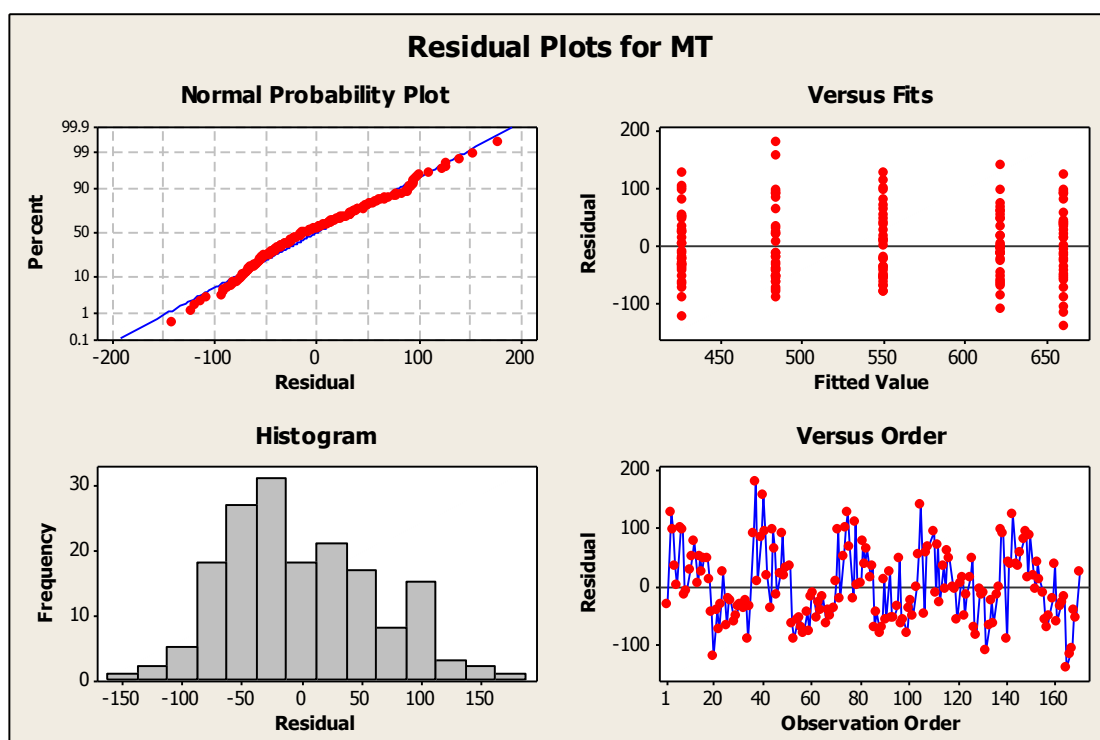 Residual Plots for MT
Normal Probability Plot
99.9
99
90
50
10
1
0.1
Percent
-200 -100 0 100 200
Residual
Versus Fits
200
100
0
-100
Residual
450 500 550 600 650
Fitted Value
Histogram
30
20
10
0
Frequency
-150 -100 -50 0 50 100 150
Residual
Versus Order
200
100
0
-100
Residual
1 20 40 60 80 100 120 140 160
Observation Order